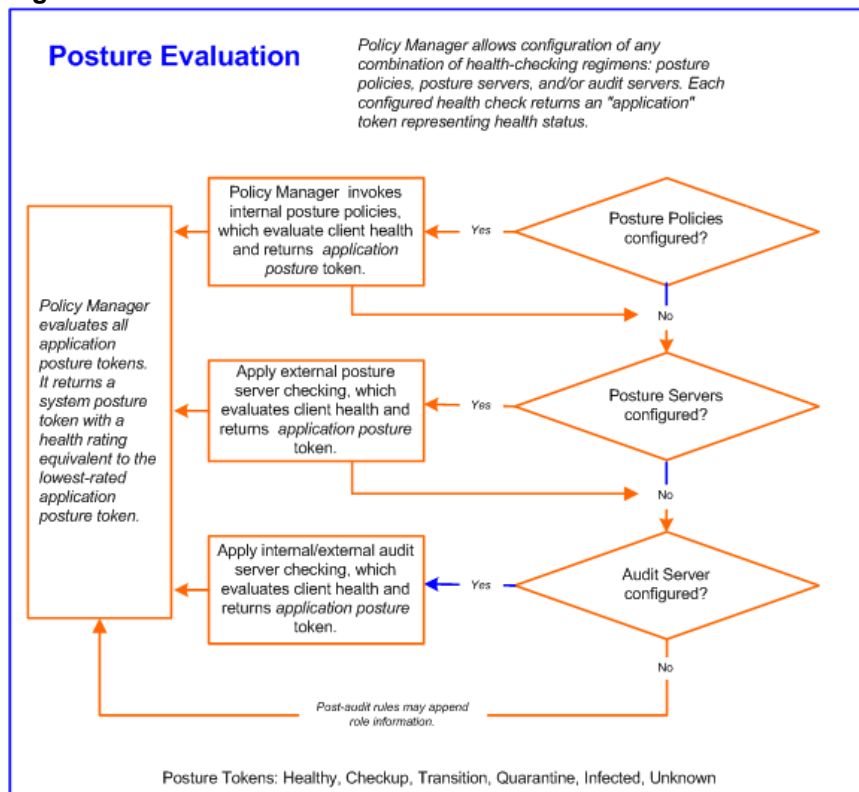 Posture Evaluation
Policy Manager allows configuration of any
combination of health-checking regimens: posture
policies, posture servers, and/or audit servers. Each
configured health check returns an "application"
token representing health status.
Policy Manager invokes
internal posture policies,
which evaluate client health
and returns application
posture token.
Yes
Posture Policies
configured?
No
Policy Manager
evaluates all
application
posture tokens.
It returns a
system posture
token with a
health rating
equivalent to the
lowest-rated
application
posture token.
Apply external posture
server checking, which
evaluates client health and
returns application posture
token.
Yes
Posture Servers
configured?
No
Apply internal/external audit
server checking, which
evaluates client health and
returns application posture
token.
Yes
Audit Server
configured?
No
Post-audit rules may append
role information.
Posture Tokens: Healthy, Checkup, Transition, Quarantine, Infected, Unknown